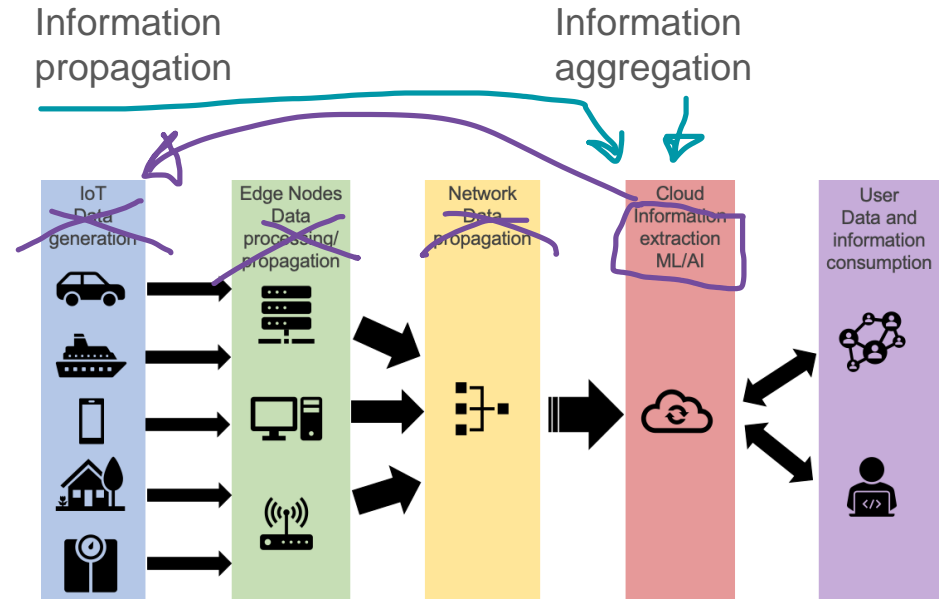 Information
propagation
Information
aggregation
IoT
Data
generation
Edge Nodes
Data
processing/
propagation
Network
Data
propagation
Cloud
Information
extraction
ML/AI
User
Data and
information
consumption
</>